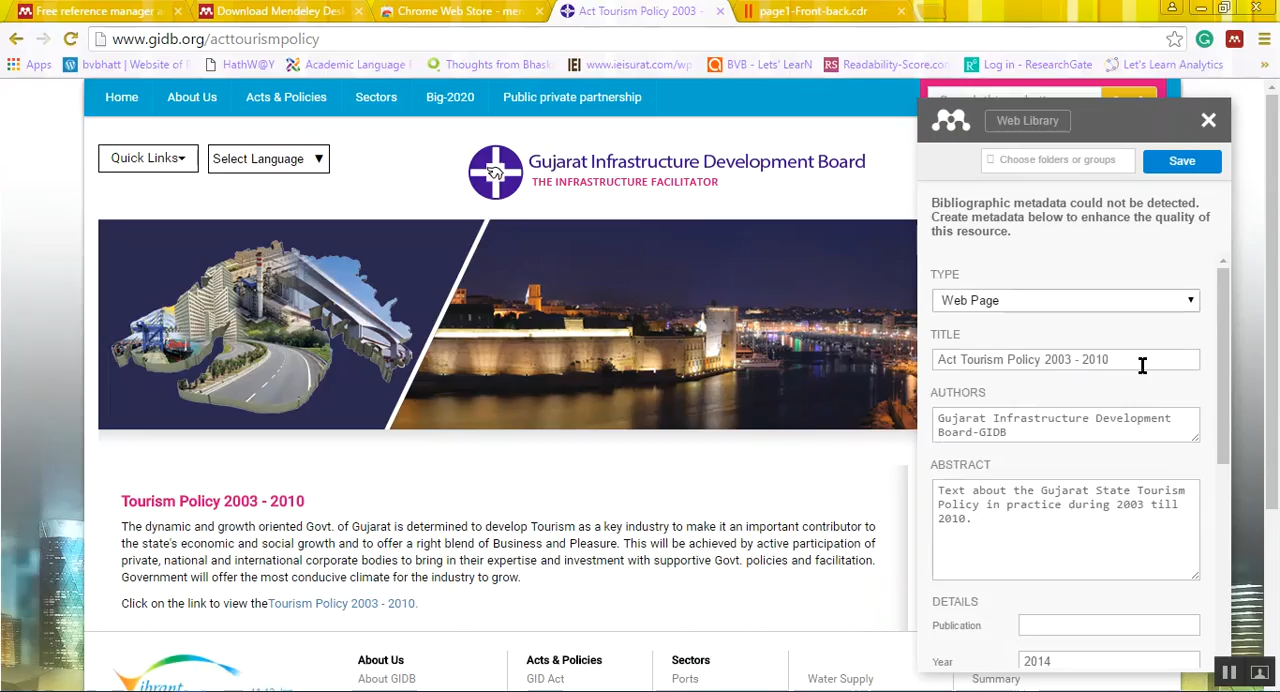 Free reference manager a
Download Mendeley Des
Chrome Web Store - men
Act Tourism Policy 2003 -
page1-Front-back.cdr
www.gidb.org/acttourismpolicy
Apps
bvbhatt | Website of
HathW@Y
Academic Language
Thoughts from Bhask
www.ieisurat.com/wp
BVB - Lets' LearN
Readability-Score.com
Log in - ResearchGate
Let's Learn Analytics
Home
About Us
Acts & Policies
Sectors
Big-2020
Public private partnership
Quick Links
Select Language
Gujarat Infrastructure Development Board
THE INFRASTRUCTURE FACILITATOR
Tourism Policy 2003 - 2010
The dynamic and growth oriented Govt. of Gujarat is determined to develop Tourism as a key industry to make it an important contributor to
the state's economic and social growth and to offer a right blend of Business and Pleasure. This will be achieved by active participation of
private, national and international corporate bodies to bring in their expertise and investment with supportive Govt. policies and facilitation.
Government will offer the most conducive climate for the industry to grow.
Click on the link to view theTourism Policy 2003 - 2010.
About Us
About GIDB
Acts & Policies
GID Act
Sectors
Ports
Water Supply
Summary
Web Library
Choose folders or groups
Save
Bibliographic metadata could not be detected.
Create metadata below to enhance the quality of
this resource.
TYPE
Web Page
TITLE
Act Tourism Policy 2003 - 2010
AUTHORS
Gujarat Infrastructure Development
Board-GIDB
ABSTRACT
Text about the Gujarat State Tourism
Policy in practice during 2003 till
2010.
DETAILS
Publication
Year
2014